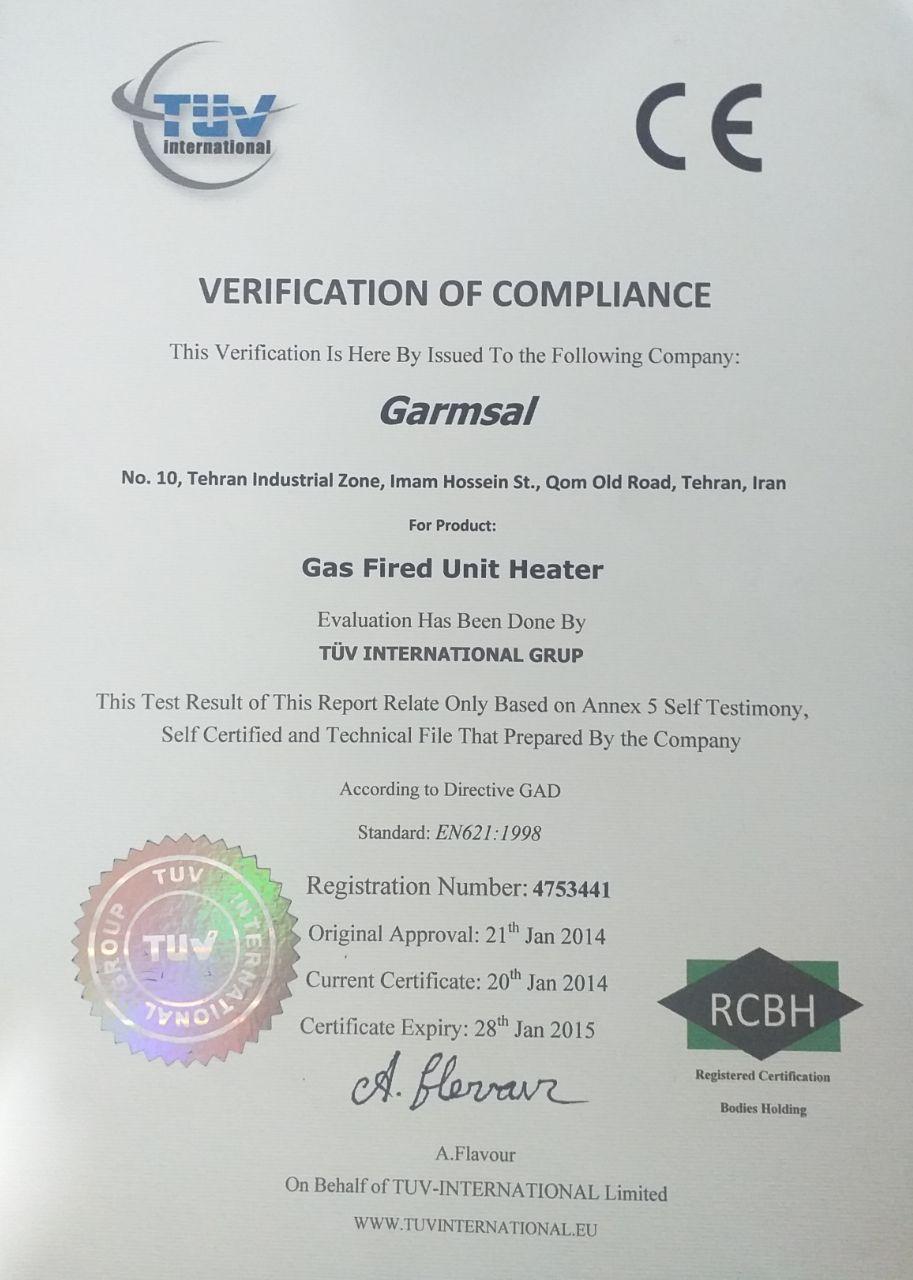 TÜV
international
CE
VERIFICATION OF COMPLIANCE
This Verification Is Here By Issued To the Following Company:
Garmsal
No. 10, Tehran Industrial Zone, Imam Hossein St., Qom Old Road, Tehran, Iran
For Product:
Gas Fired Unit Heater
Evaluation Has Been Done By
TÜV INTERNATIONAL GRUP
This Test Result of This Report Relate Only Based on Annex 5 Self Testimony,
Self Certified and Technical File That Prepared By the Company
According to Directive GAD
Standard: EN621:1998
Registration Number: 4753441
Original Approval: 21th Jan 2014
Current Certificate: 20th Jan 2014
Certificate Expiry: 28th Jan 2015
TUV INTERNATIONAL GROUP
TUV
RCBH
Registered Certification
Bodies Holding
A.Flavour
On Behalf of TUV-INTERNATIONAL Limited
WWW.TUVINTERNATIONAL.EU